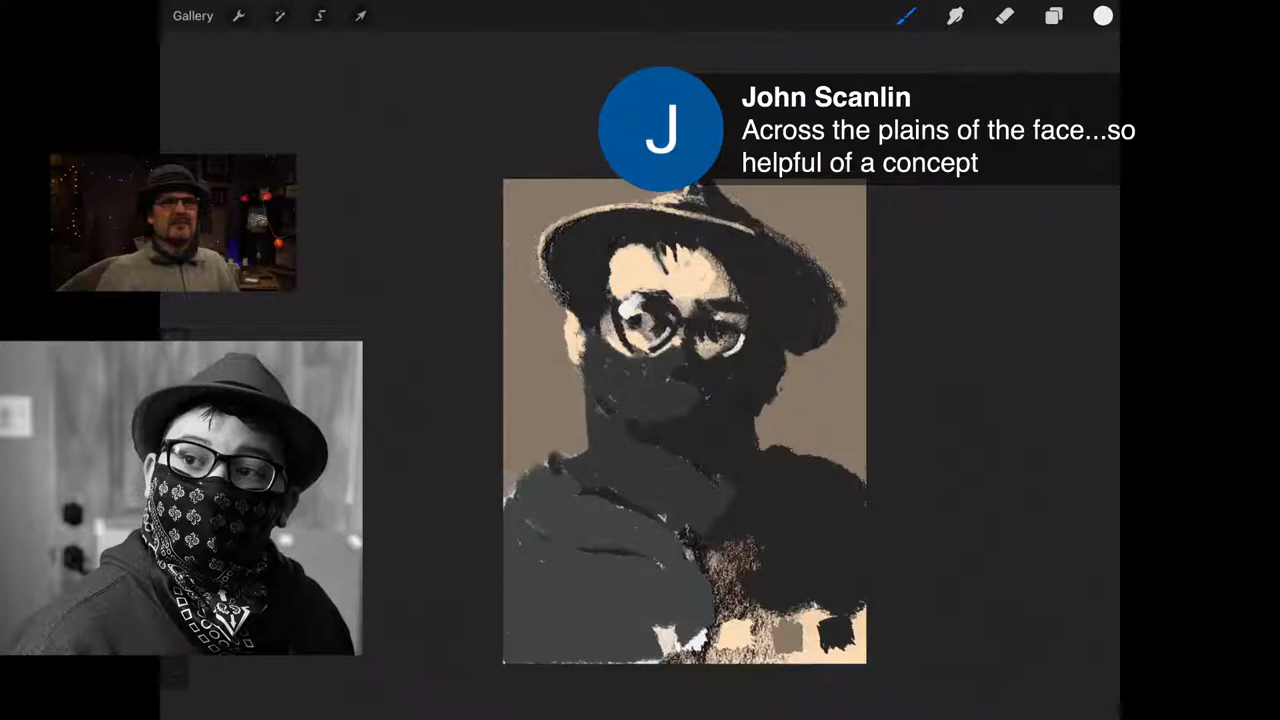 Gallery
J
John Scanlin
Across the plains of the face...so
helpful of a concept